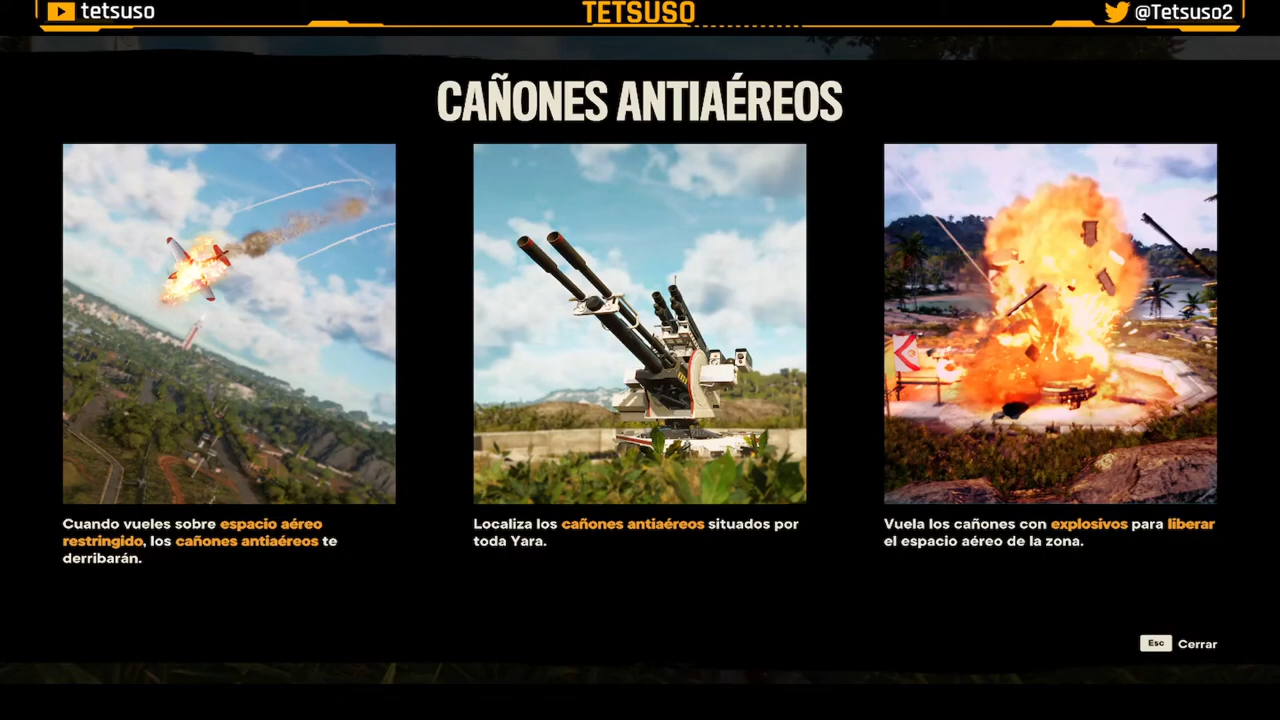 tetsuso
TETSUSO
@Tetsuso2
CAÑONES ANTIAÉREOS
Cuando vueles sobre espacio aéreo
restringido, los cañones antiaéreos te
derribarán.
Localiza los cañones antiaéreos situados por
toda Yara.
Vuela los cañones con explosivos para liberar
el espacio aéreo de la zona.
Esc Cerrar